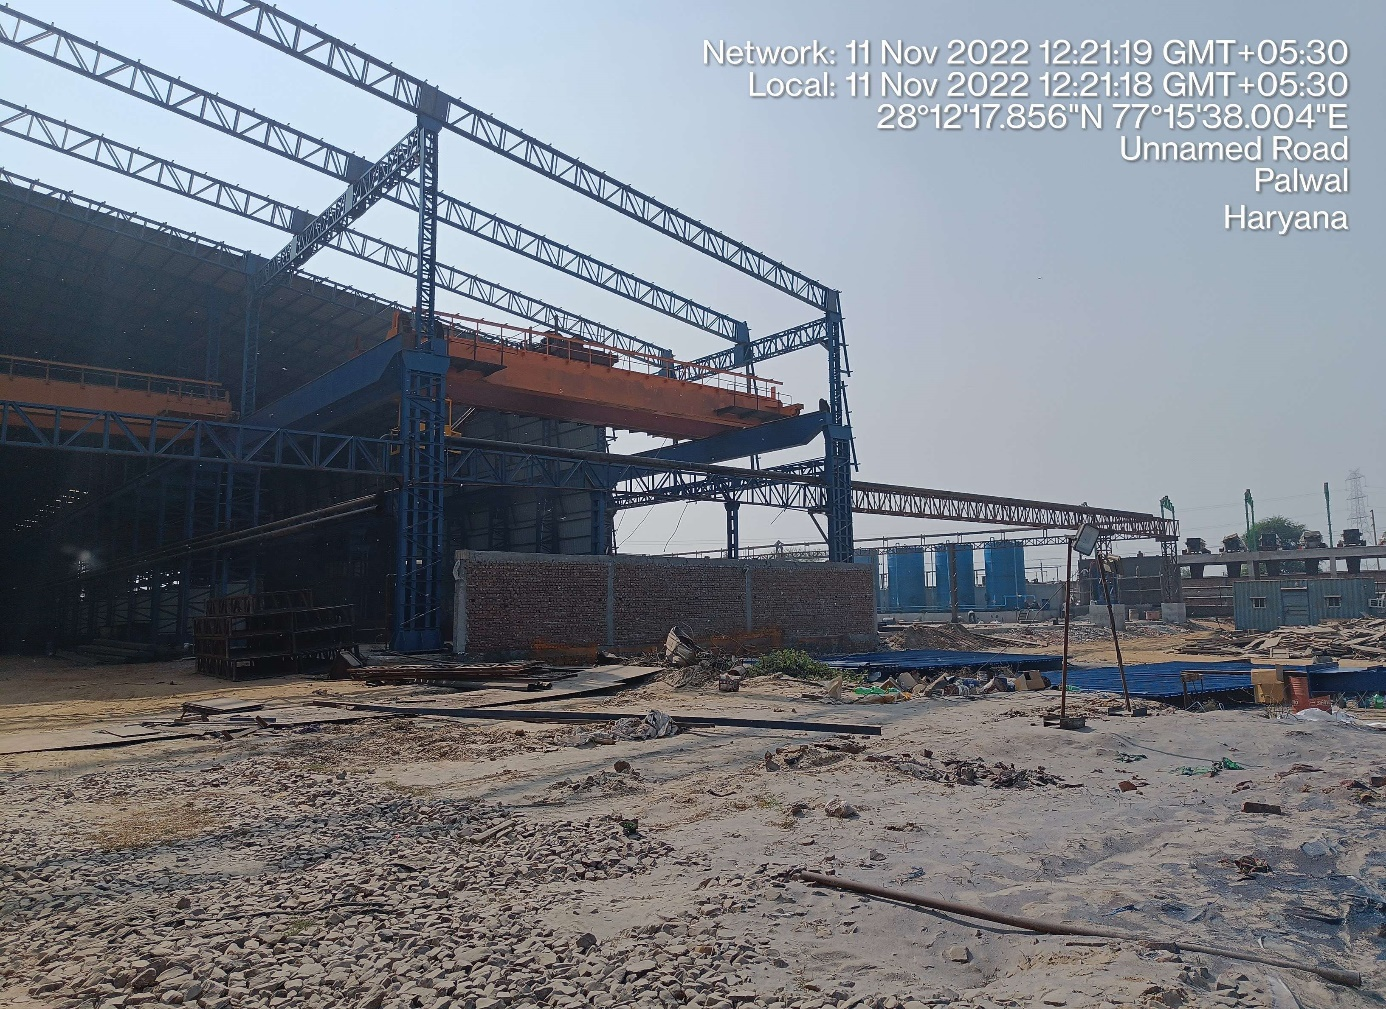 Network: 11 Nov 2022 12:21:19 GMT+05:30
Local: 11 Nov 2022 12:21:18 GMT+05:30
28°12'17.856"N 77°15'38.004"E
Unnamed Road
Palwal
Haryana